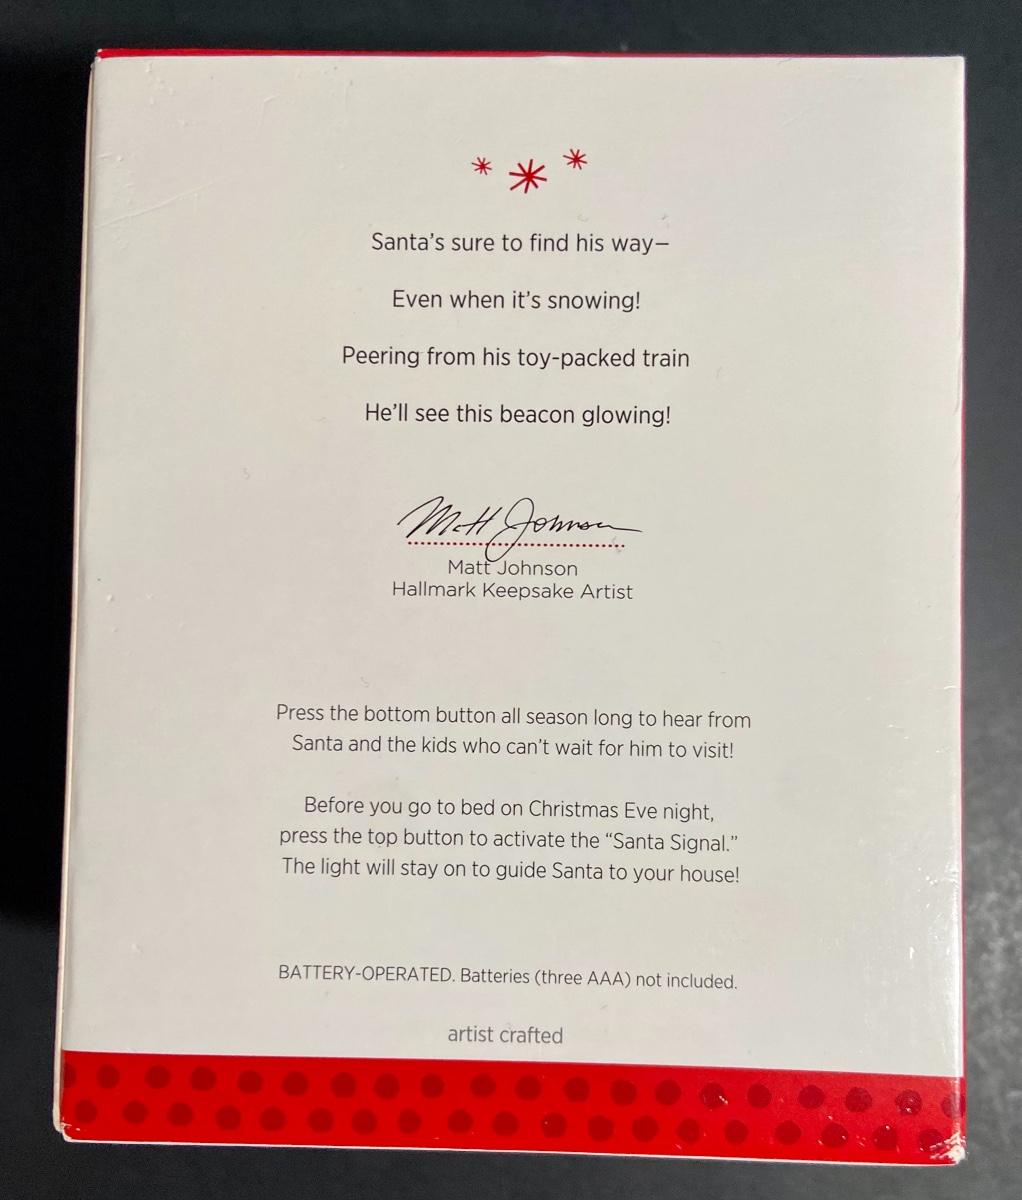 Santa's sure to find his way–
Even when it's snowing!
Peering from his toy-packed train
He'll see this beacon glowing!
Matt Johnson
Matt Johnson
Hallmark Keepsake Artist
Press the bottom button all season long to hear from
Santa and the kids who can't wait for him to visit!
Before you go to bed on Christmas Eve night,
press the top button to activate the “Santa Signal.”
The light will stay on to guide Santa to your house!
BATTERY-OPERATED. Batteries (three AAA) not included.
artist crafted